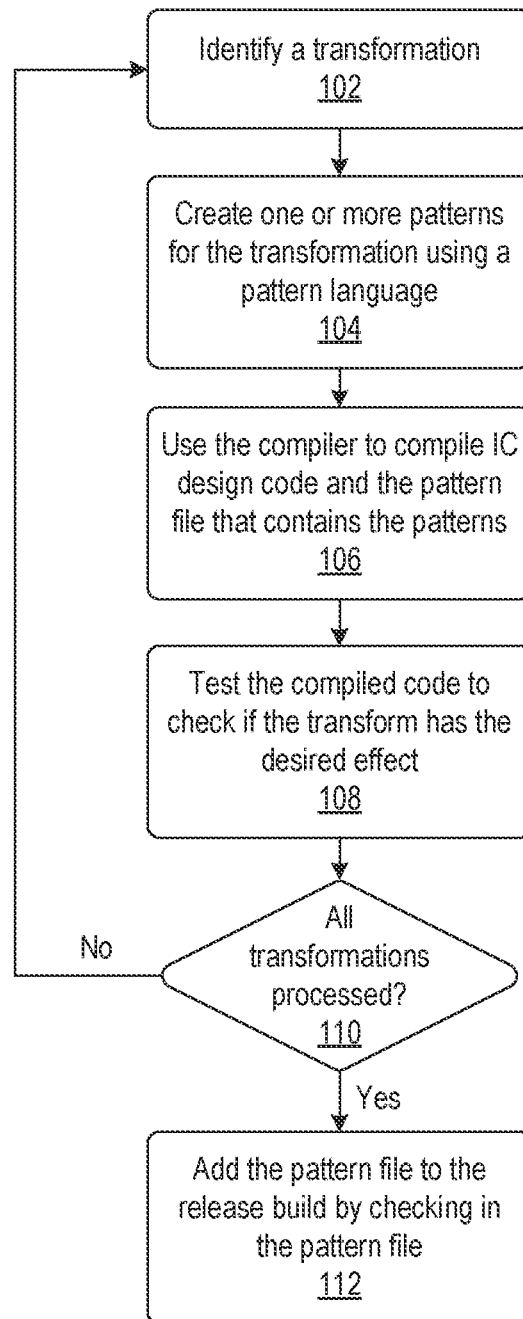 Identify a transformation
102
Create one or more patterns
for the transformation using a
pattern language
104
Use the compiler to compile IC
design code and the pattern
file that contains the patterns
106
Test the compiled code to
check if the transform has the
desired effect
108
All
transformations
processed?
110
No
Yes
Add the pattern file to the
release build by checking in
the pattern file
112